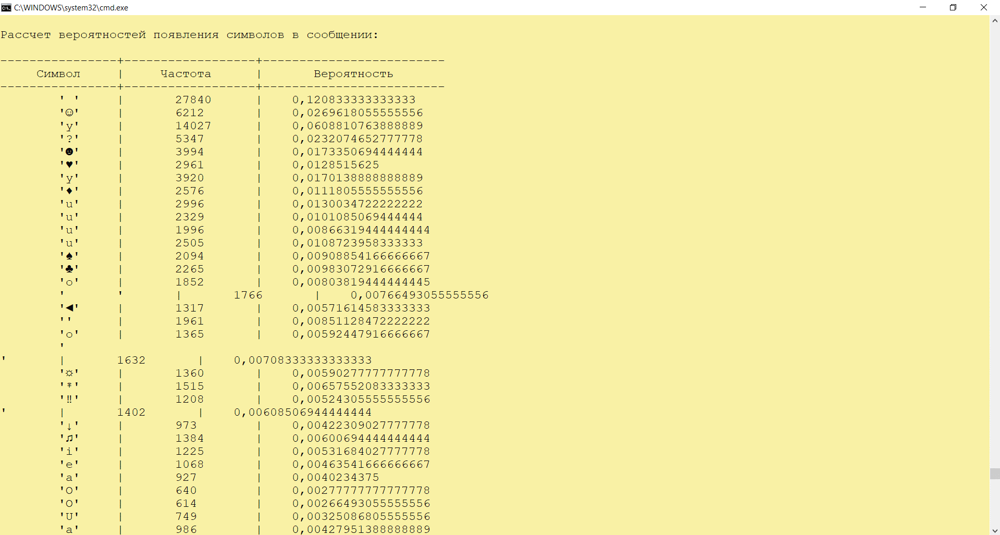 C:\WINDOWS\system32\cmd.exe
Рассчет вероятностей появления символов в сообщении:
----------------+------------------+-------------------------
     Символ     |     Частота      |       Вероятность
----------------+------------------+-------------------------
        ' '     |       27840      |    0,120833333333333
        '☺'     |       6212       |    0,0269618055555556
        'y'     |       14027      |    0,0608810763888889
        '?'     |       5347       |    0,0232074652777778
        '☻'     |       3994       |    0,0173350694444444
        '♥'     |       2961       |    0,0128515625
        'y'     |       3920       |    0,0170138888888889
        '♦'     |       2576       |    0,0111805555555556
        'u'     |       2996       |    0,0130034722222222
        'u'     |       2329       |    0,0101085069444444
        'u'     |       1996       |    0,00866319444444444
        'u'     |       2505       |    0,0108723958333333
        '♠'     |       2094       |    0,00908854166666667
        '♣'     |       2265       |    0,00983072916666667
        'o'     |       1852       |    0,00803819444444445
        '       '       |       1766       |    0,00766493055555556
        '◄'     |       1317       |    0,00571614583333333
        ''      |       1961       |    0,00851128472222222
        'o'     |       1365       |    0,00592447916666667
        '
'       |       1632       |    0,00708333333333333
        '☼'     |       1360       |    0,00590277777777778
        '♀'     |       1515       |    0,00657552083333333
        '‼'     |       1208       |    0,00524305555555556
'       |       1402       |    0,00608506944444444
        '↓'     |       973        |    0,00422309027777778
        '♫'     |       1384       |    0,00600694444444444
        'i'     |       1225       |    0,00531684027777778
        'e'     |       1068       |    0,00463541666666667
        'a'     |       927        |    0,0040234375
        'O'     |       640        |    0,00277777777777778
        'O'     |       614        |    0,00266493055555556
        'U'     |       749        |    0,00325086805555556
        'a'     |       986        |    0,00427951388888889